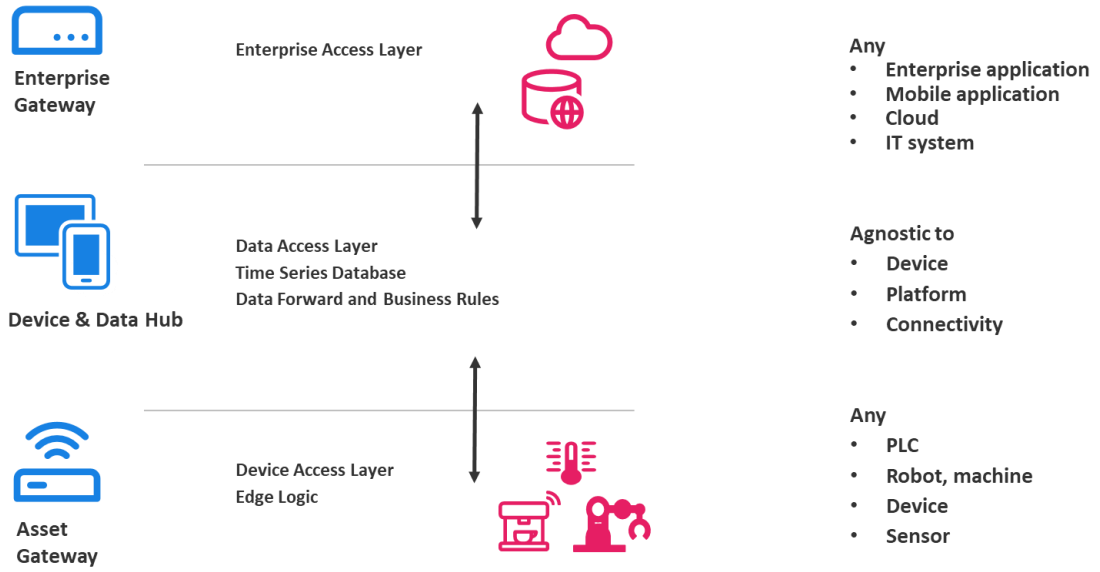 Enterprise
Gateway
Enterprise Access Layer
Any
• Enterprise application
• Mobile application
• Cloud
• IT system
Device & Data Hub
Data Access Layer
Time Series Database
Data Forward and Business Rules
Agnostic to
• Device
• Platform
• Connectivity
Asset
Gateway
Device Access Layer
Edge Logic
Any
• PLC
• Robot, machine
• Device
• Sensor